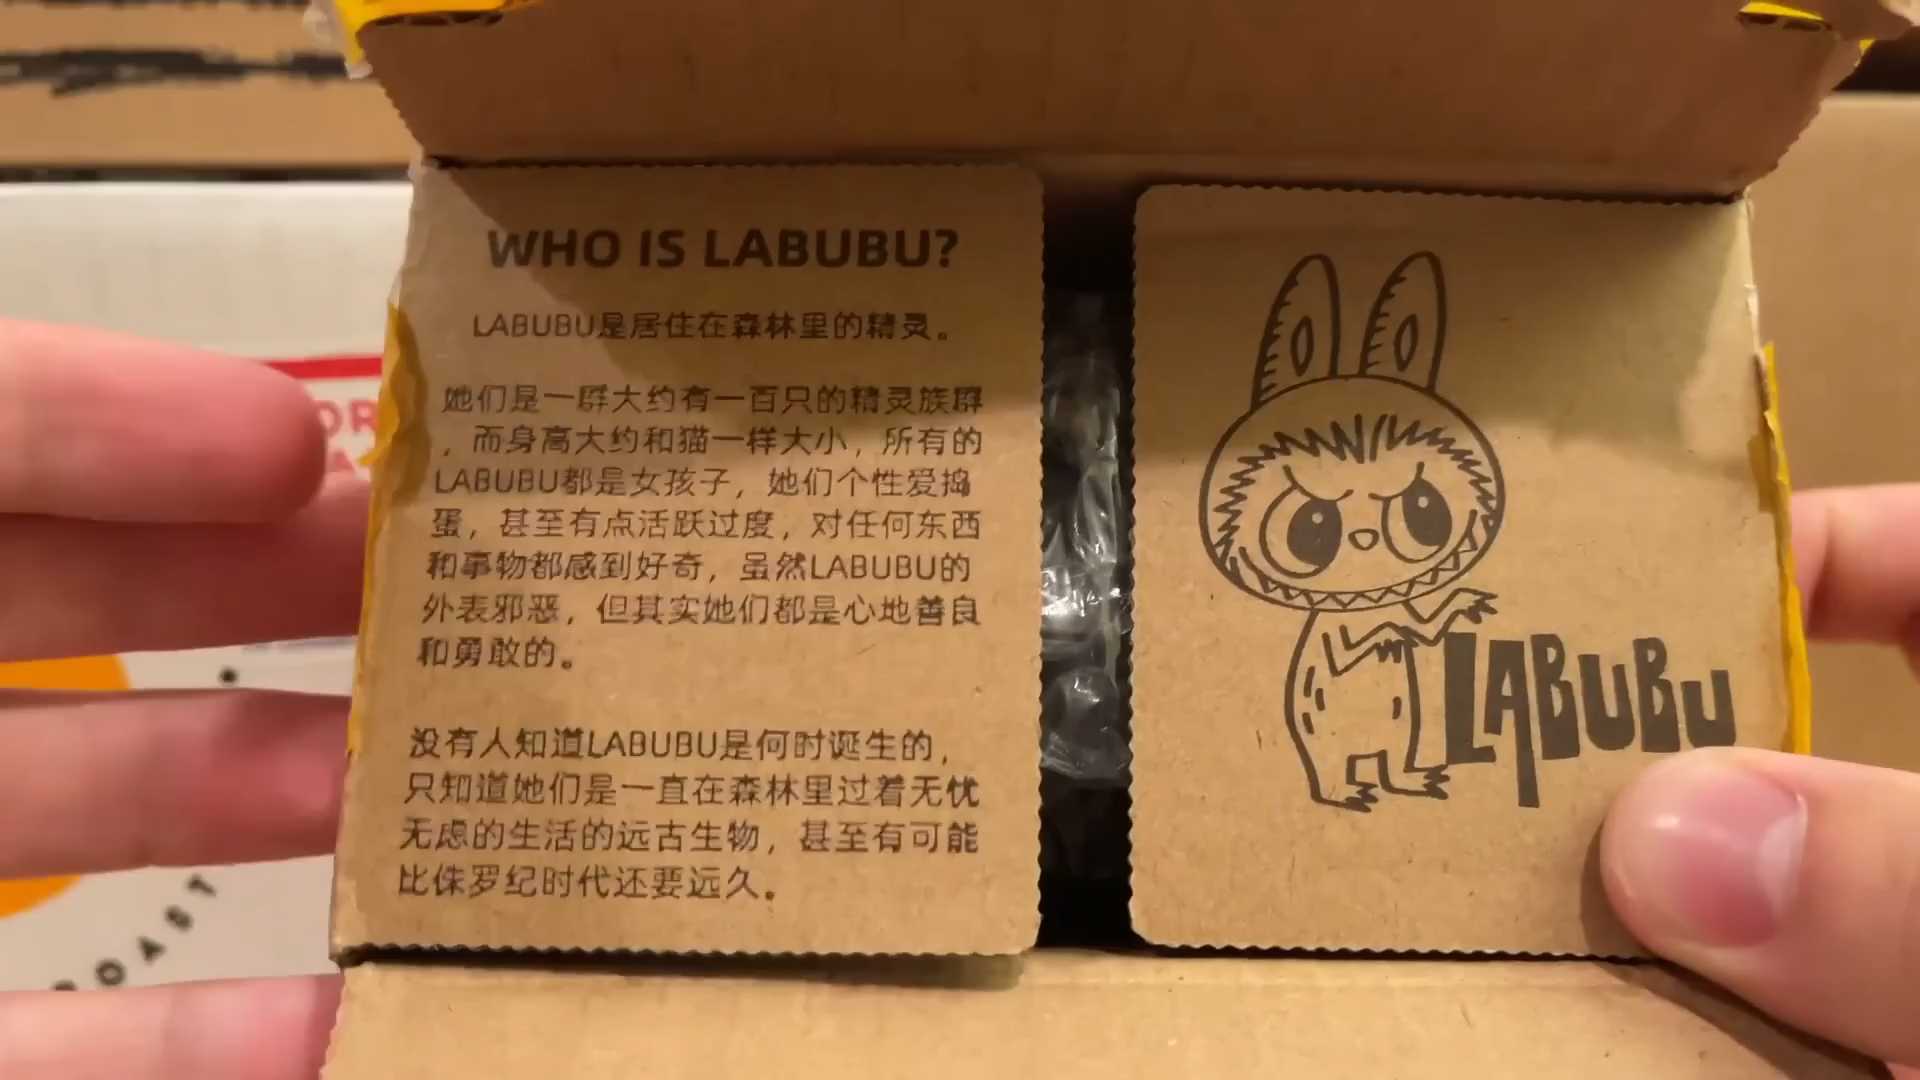 WHO IS LABUBU?
LABUBU是居住在森林里的精灵。
她们是一群大约有一百只的精灵族群
，而身高大约和猫一样大小，所有的
LABUBU都是女孩子，她们个性爱捣
蛋，甚至有点活跃过度，对任何东西
和事物都感到好奇，虽然LABUBU的
外表邪恶，但其实她们都是心地善良
和勇敢的。
没有人知道LABUBU是何时诞生的，
只知道她们是一直在森林里过着无忧
无虑的生活的远古生物，甚至有可能
比侏罗纪时代还要远久。
LABUBU
OAST